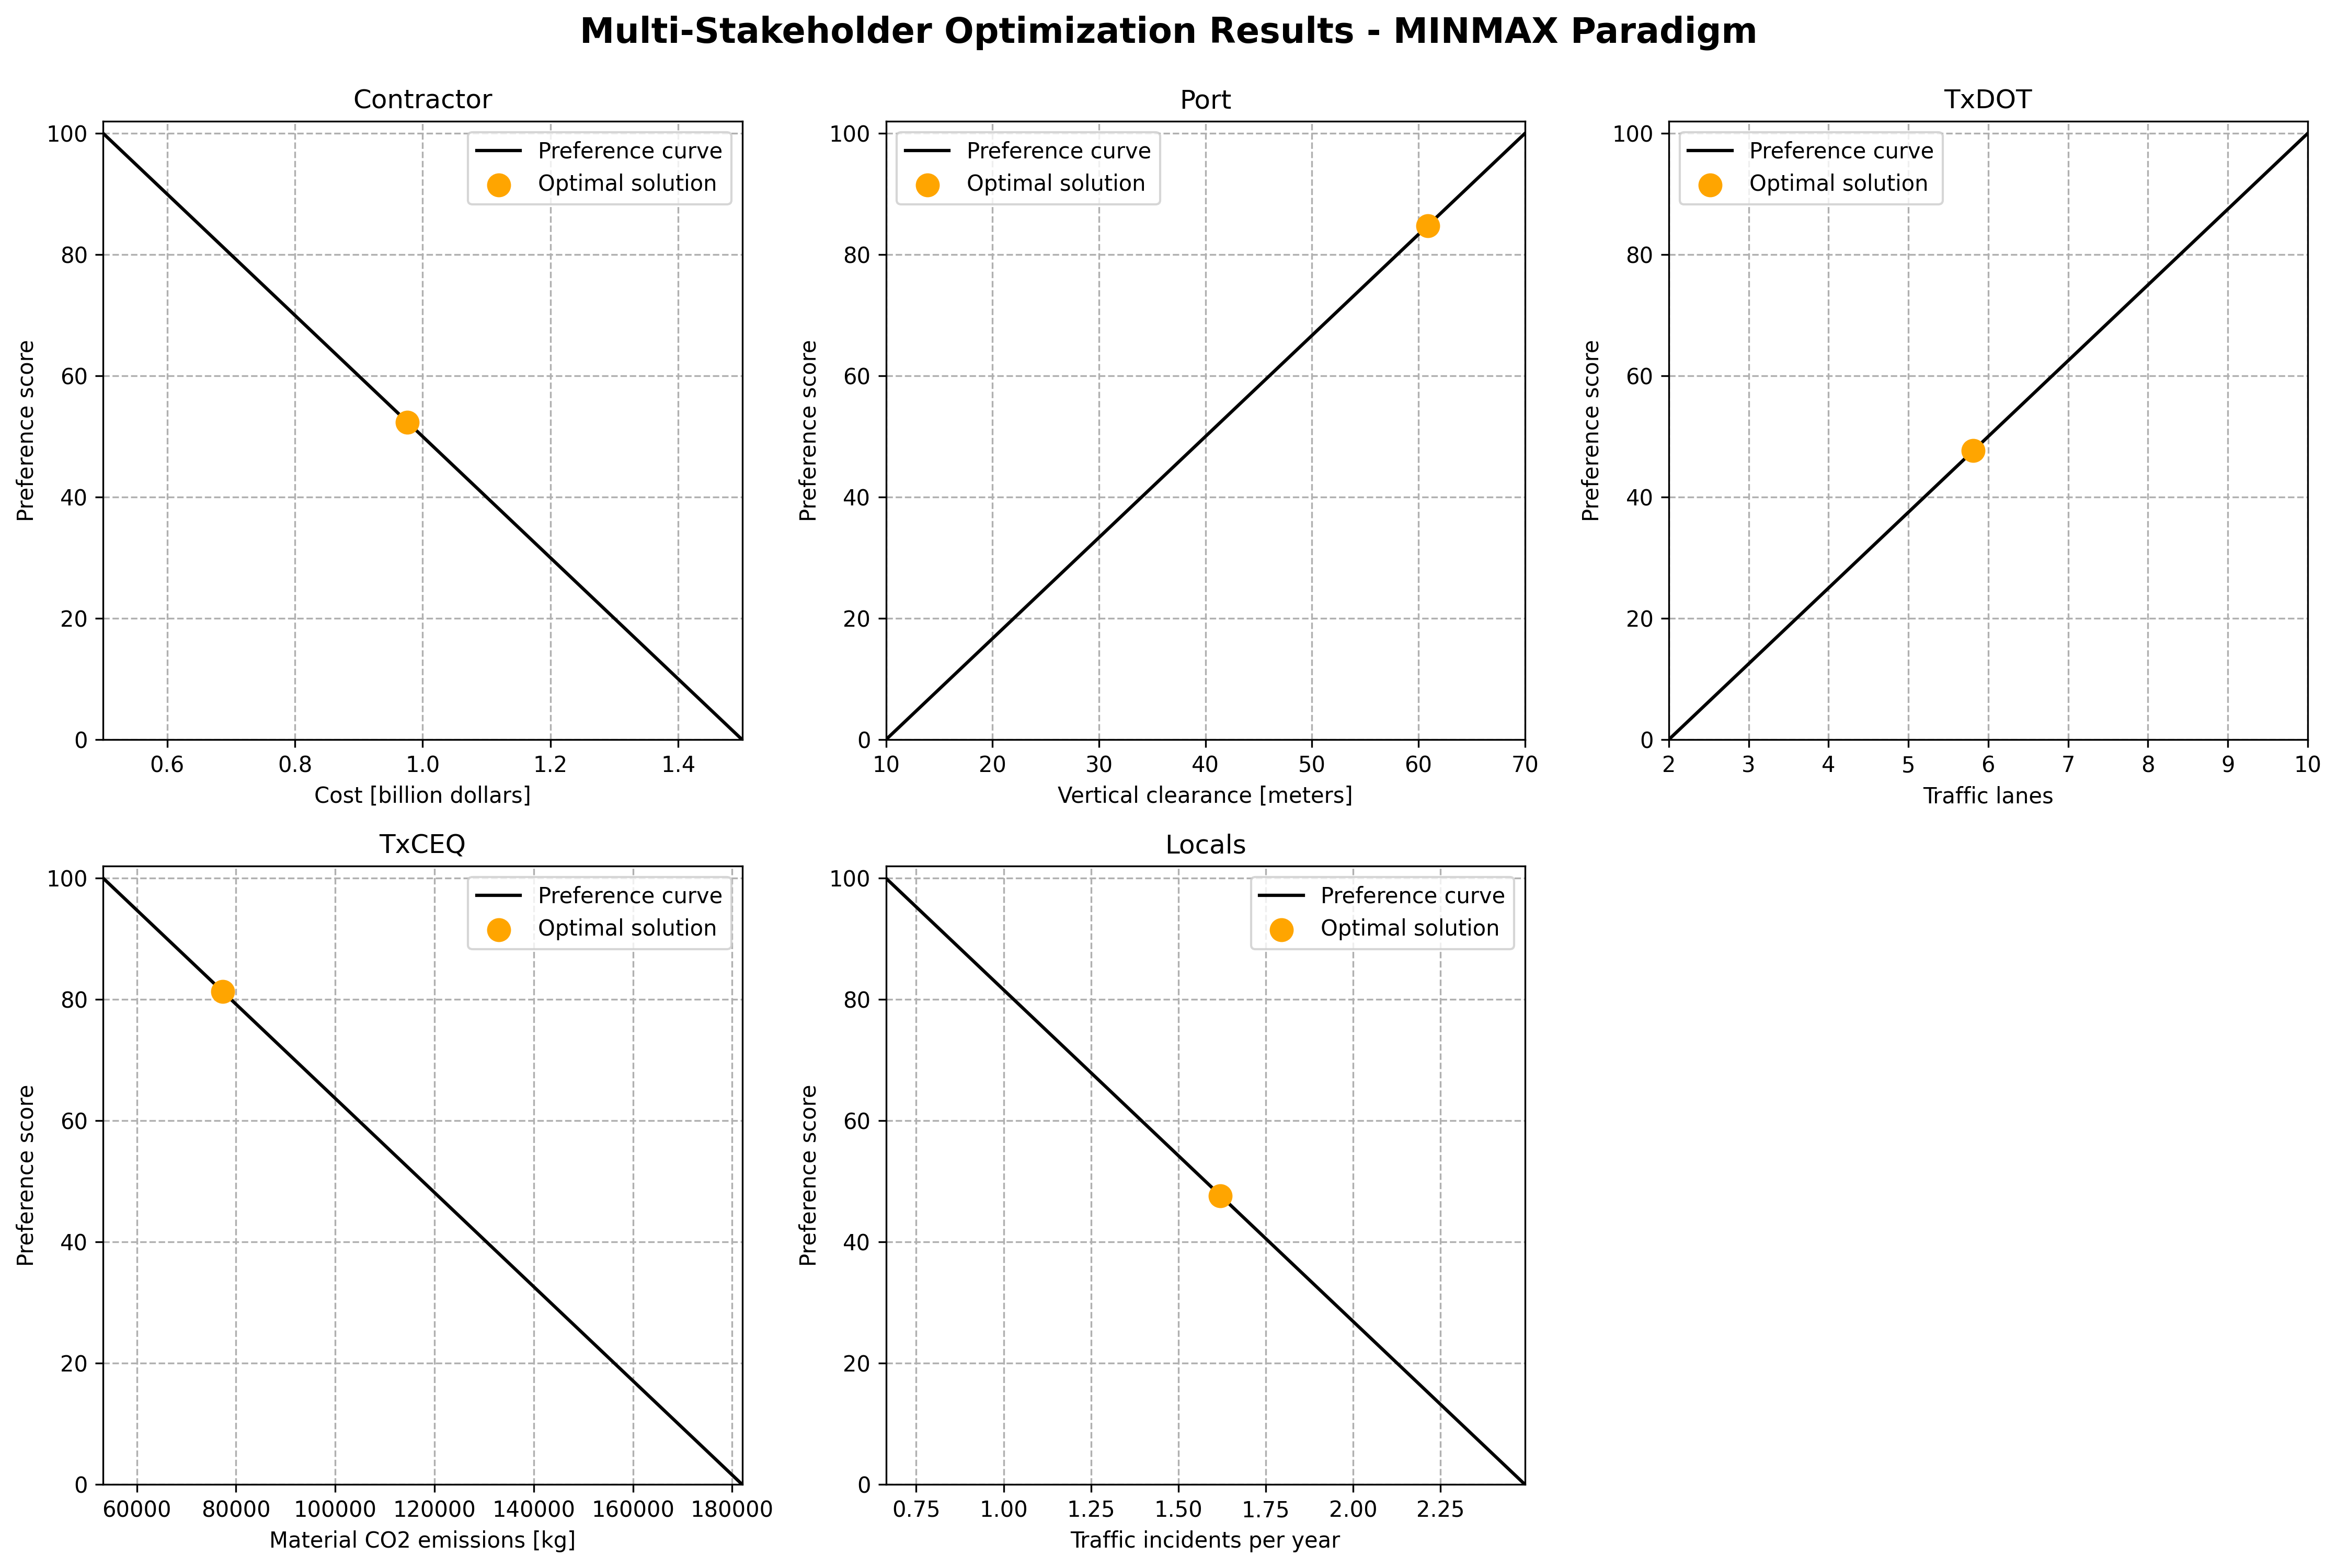 Multi-Stakeholder Optimization Results - MINMAX Paradigm
Contractor
Preference curve
Optimal solution
100
80
60
40
20
0
Preference score
0.6 0.8 1.0 1.2 1.4
Cost [billion dollars]
Port
Preference curve
Optimal solution
100
80
60
40
20
0
Preference score
10 20 30 40 50 60 70
Vertical clearance [meters]
TxDOT
Preference curve
Optimal solution
100
80
60
40
20
0
Preference score
2 3 4 5 6 7 8 9 10
Traffic lanes
TxCEQ
Preference curve
Optimal solution
100
80
60
40
20
0
Preference score
60000 80000 100000 120000 140000 160000 180000
Material CO2 emissions [kg]
Locals
Preference curve
Optimal solution
100
80
60
40
20
0
Preference score
0.75 1.00 1.25 1.50 1.75 2.00 2.25
Traffic incidents per year